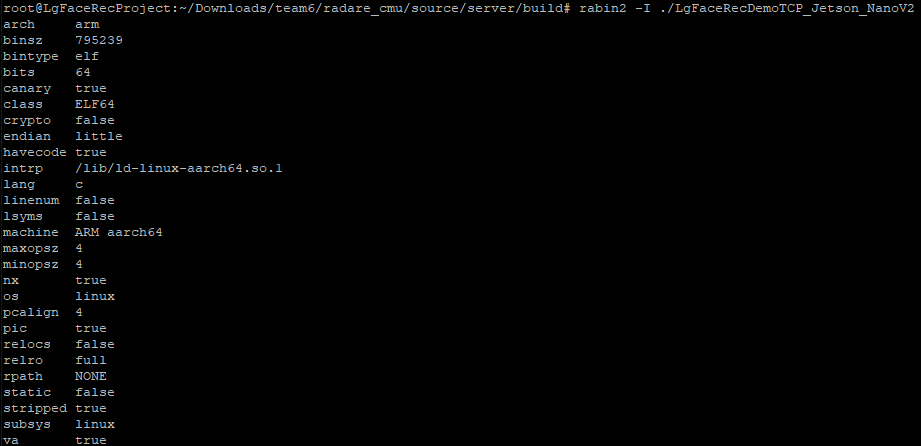 root@LgFaceRecProject:~/Downloads/team6/radare_cmu/source/server/build# rabin2 -I ./LgFaceRecDemoTCP_Jetson_NanoV2
arch     arm
binsz    795239
bintype  elf
bits     64
canary   true
class    ELF64
crypto   false
endian   little
havecode true
intrp    /lib/ld-linux-aarch64.so.1
lang     c
linenum  false
lsyms    false
machine  ARM aarch64
maxopsz  4
minopsz  4
nx       true
os       linux
pcalign  4
pic      true
relocs   false
relro    full
rpath    NONE
static   false
stripped true
subsys   linux
va       true